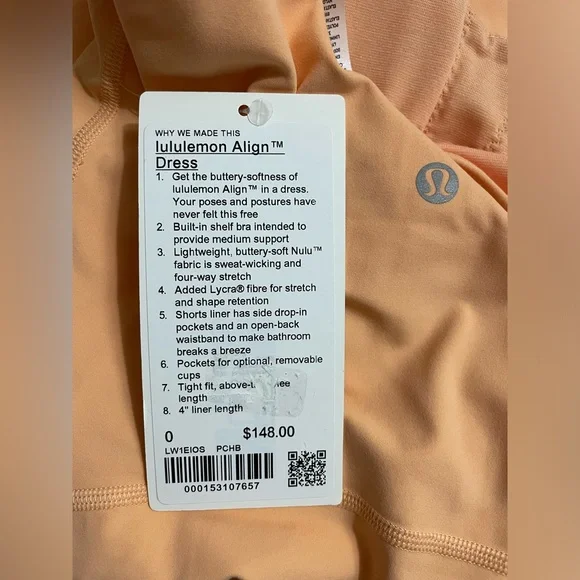 WHY WE MADE THIS
lululemon Align™
Dress
1. Get the buttery-softness of
lululemon Align™ in a dress.
Your poses and postures have
never felt this free
2. Built-in shelf bra intended to
provide medium support
3. Lightweight, buttery-soft Nulu™
fabric is sweat-wicking and
four-way stretch
4. Added Lycra® fibre for stretch
and shape retention
5. Shorts liner has side drop-in
pockets and an open-back
waistband to make bathroom
breaks a breeze
6. Pockets for optional, removable
cups
7. Tight fit,
length
8. 4" liner length
0 $148.00
LW1EIOS PCHB
000153107657